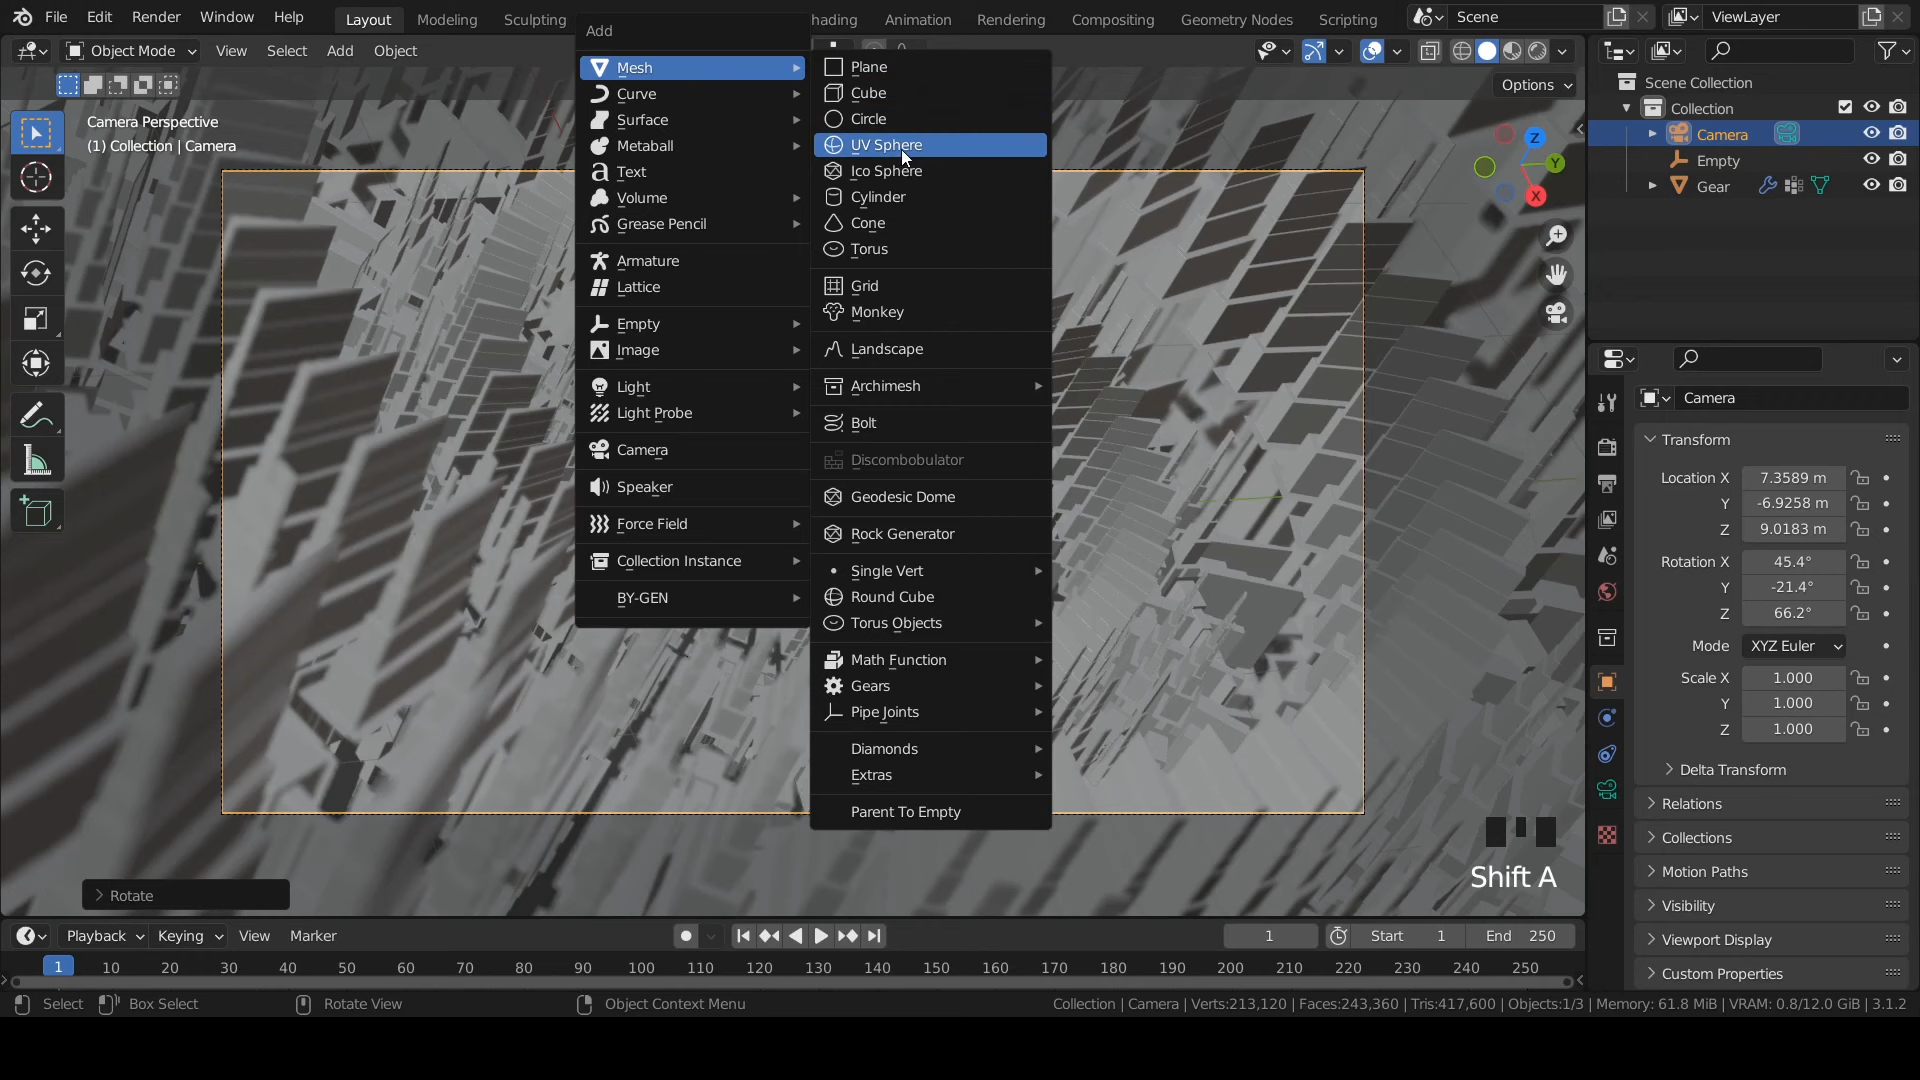 File Edit Render Window Help Layout Modeling Sculpting hading Animation Rendering Compositing Geometry Nodes Scripting Scene ViewLayer
Object Mode View Select Add Object
Options
Camera Perspective
(1) Collection | Camera
Add
Mesh
Curve
Surface
Metaball
Text
Volume
Grease Pencil
Armature
Lattice
Empty
Image
Light
Light Probe
Camera
Speaker
Force Field
Collection Instance
BY-GEN
Plane
Cube
Circle
UV Sphere
Ico Sphere
Cylinder
Cone
Torus
Grid
Monkey
Landscape
Archimesh
Bolt
Discombobulator
Geodesic Dome
Rock Generator
Single Vert
Round Cube
Torus Objects
Math Function
Gears
Pipe Joints
Diamonds
Extras
Parent To Empty
Z
Y
X
Scene Collection
Collection
Camera
Empty
Gear
Camera
Transform
Location X 7.3589 m
Y -6.9258 m
Z 9.0183 m
Rotation X 45.4°
Y -21.4°
Z 66.2°
Mode XYZ Euler
Scale X 1.000
Y 1.000
Z 1.000
Delta Transform
Relations
Collections
Motion Paths
Visibility
Viewport Display
Custom Properties
Shift A
Rotate
Playback Keying View Marker 1 Start 1 End 250
1 10 20 30 40 50 60 70 80 90 100 110 120 130 140 150 160 170 180 190 200 210 220 230 240 250
Select Box Select Rotate View Object Context Menu Collection | Camera | Verts:213,120 | Faces:243,360 | Tris:417,600 | Objects:1/3 | Memory: 61.8 MiB | VRAM: 0.8/12.0 GiB | 3.1.2